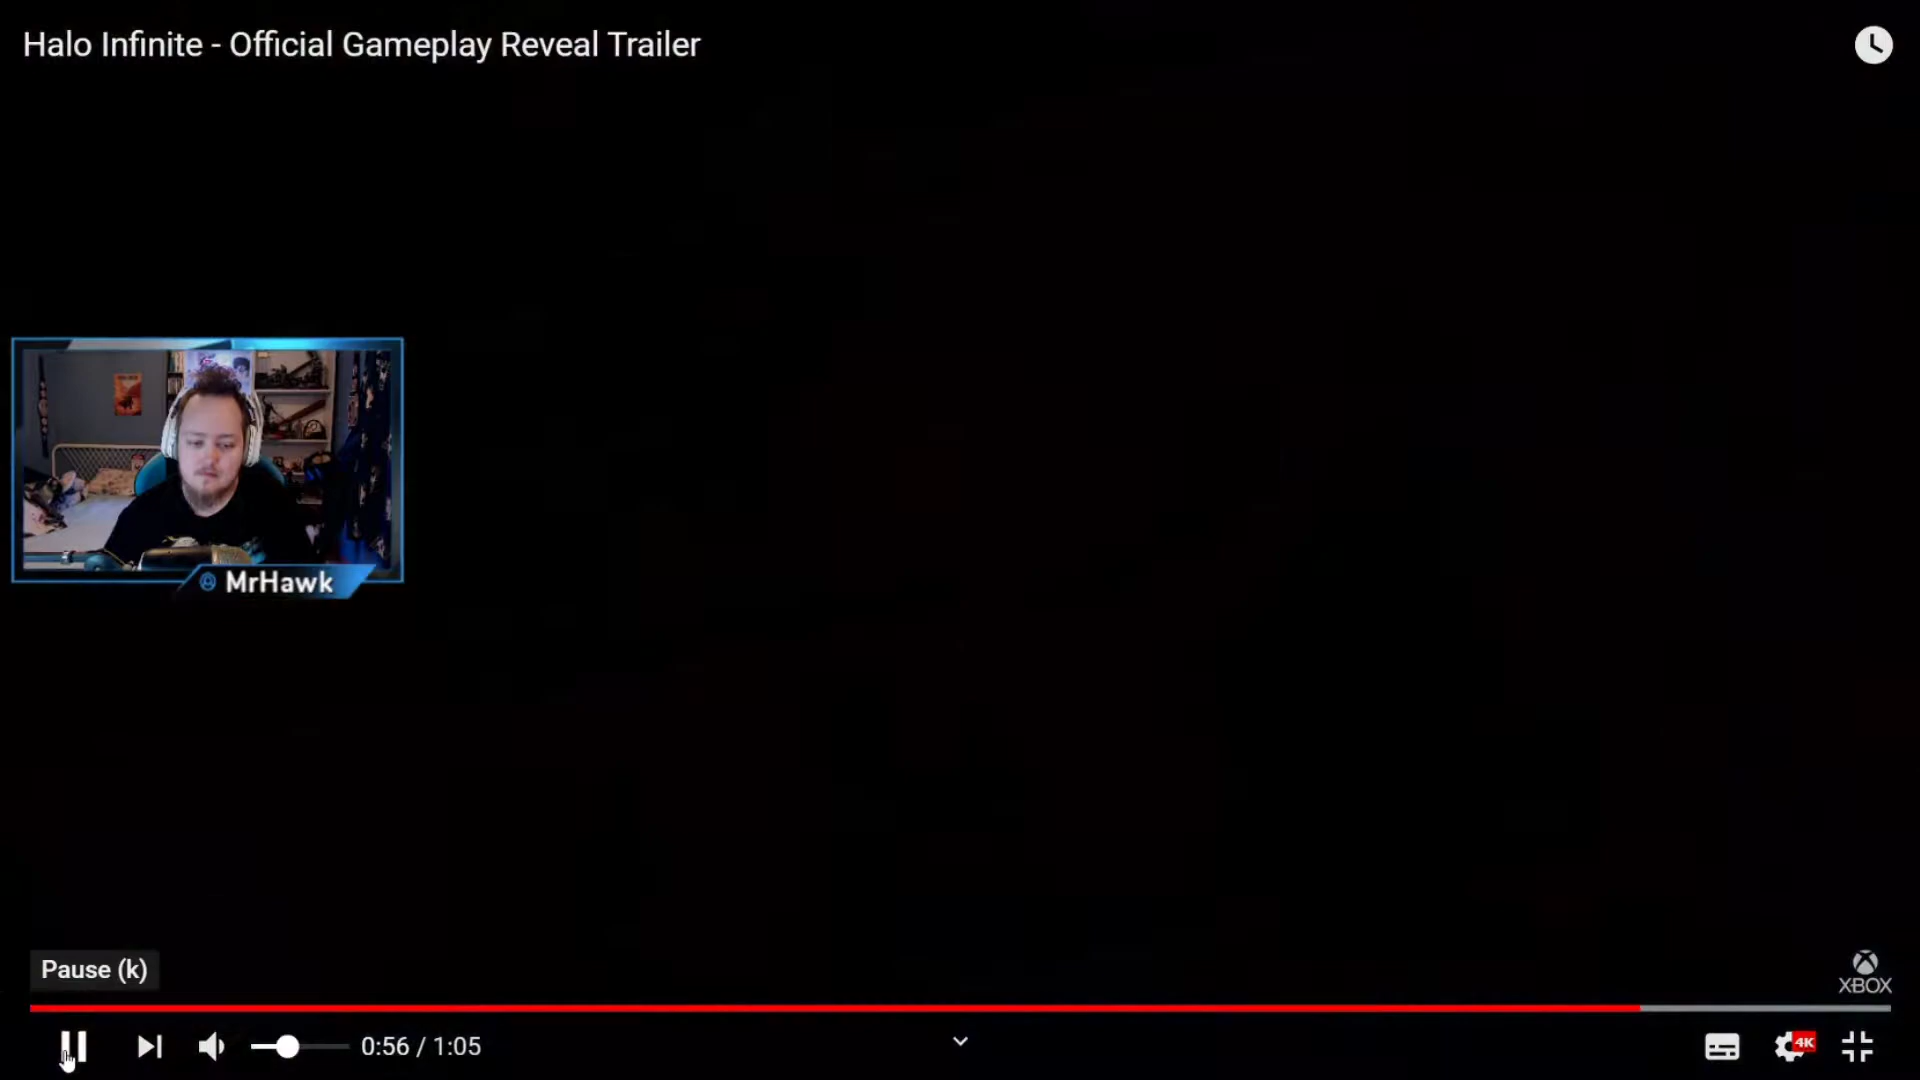 Halo Infinite - Official Gameplay Reveal Trailer
MrHawk
Pause (k)
XBOX
0:56 / 1:05
4K